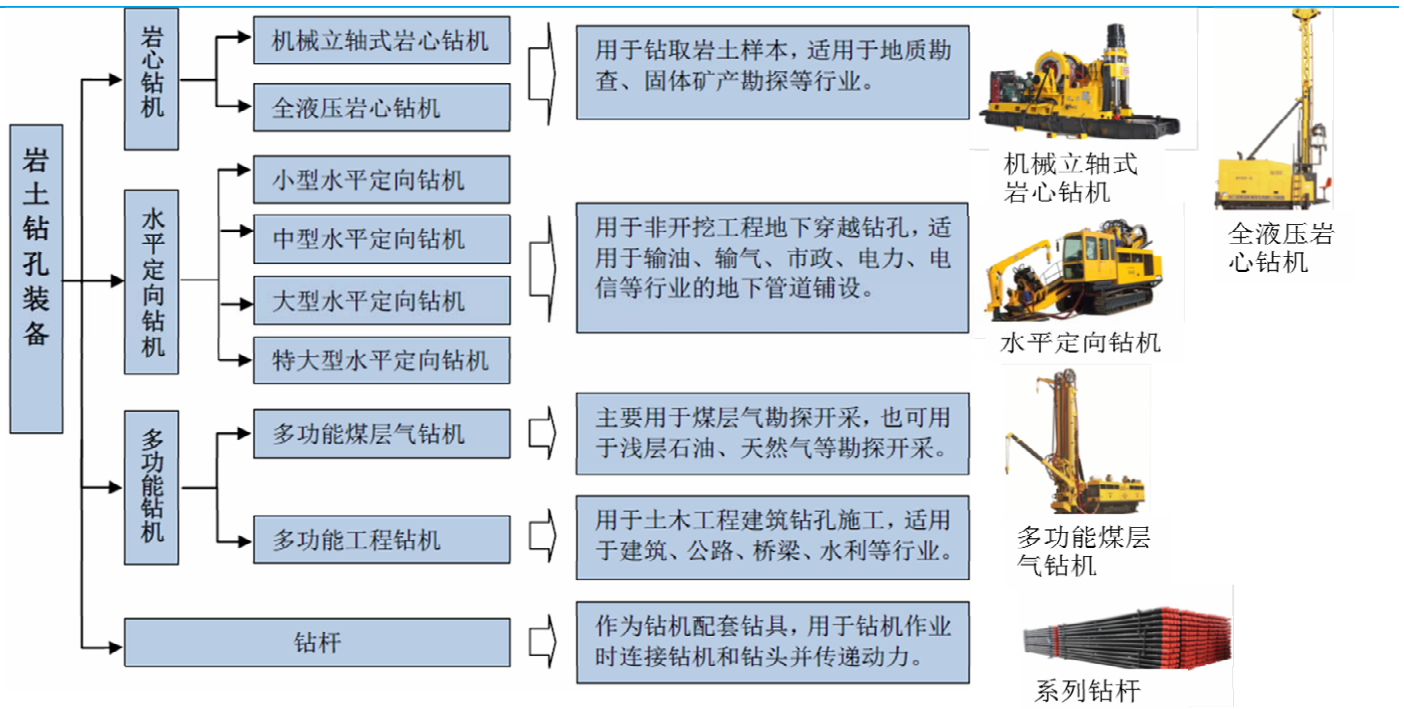 岩土钻孔装备
岩心钻机
机械立轴式岩心钻机
全液压岩心钻机
用于钻取岩土样本，适用于地质勘
查、固体矿产勘探等行业。
水平定向钻机
小型水平定向钻机
中型水平定向钻机
大型水平定向钻机
特大型水平定向钻机
用于非开挖工程地下穿越钻孔，适
用于输油、输气、市政、电力、电
信等行业的地下管道铺设。
多功能钻机
多功能煤层气钻机
主要用于煤层气勘探开采，也可用
于浅层石油、天然气等勘探开采。
多功能工程钻机
用于土木工程建筑钻孔施工，适用
于建筑、公路、桥梁、水利等行业。
钻杆
作为钻机配套钻具，用于钻机作业
时连接钻机和钻头并传递动力。
机械立轴式
岩心钻机
全液压岩
心钻机
水平定向钻机
多功能煤层
气钻机
系列钻杆